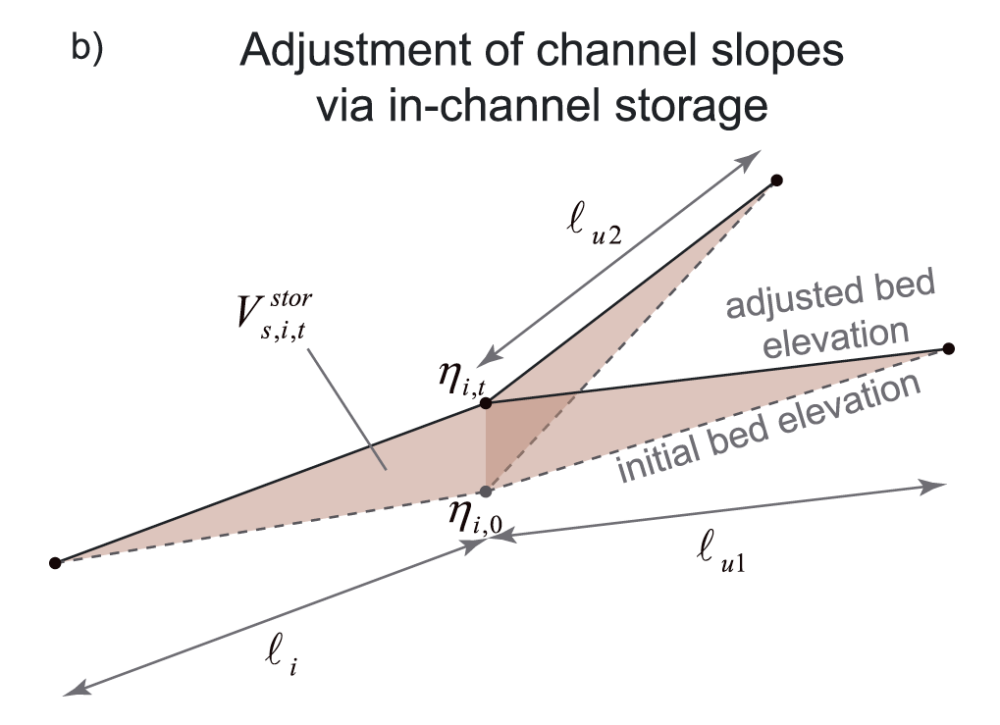 b)
Adjustment of channel slopes
via in-channel storage
ℓ u2
V s,i,t stor
adjusted bed
elevation
η i,t
initial bed elevation
η i,0
ℓ u1
ℓ i